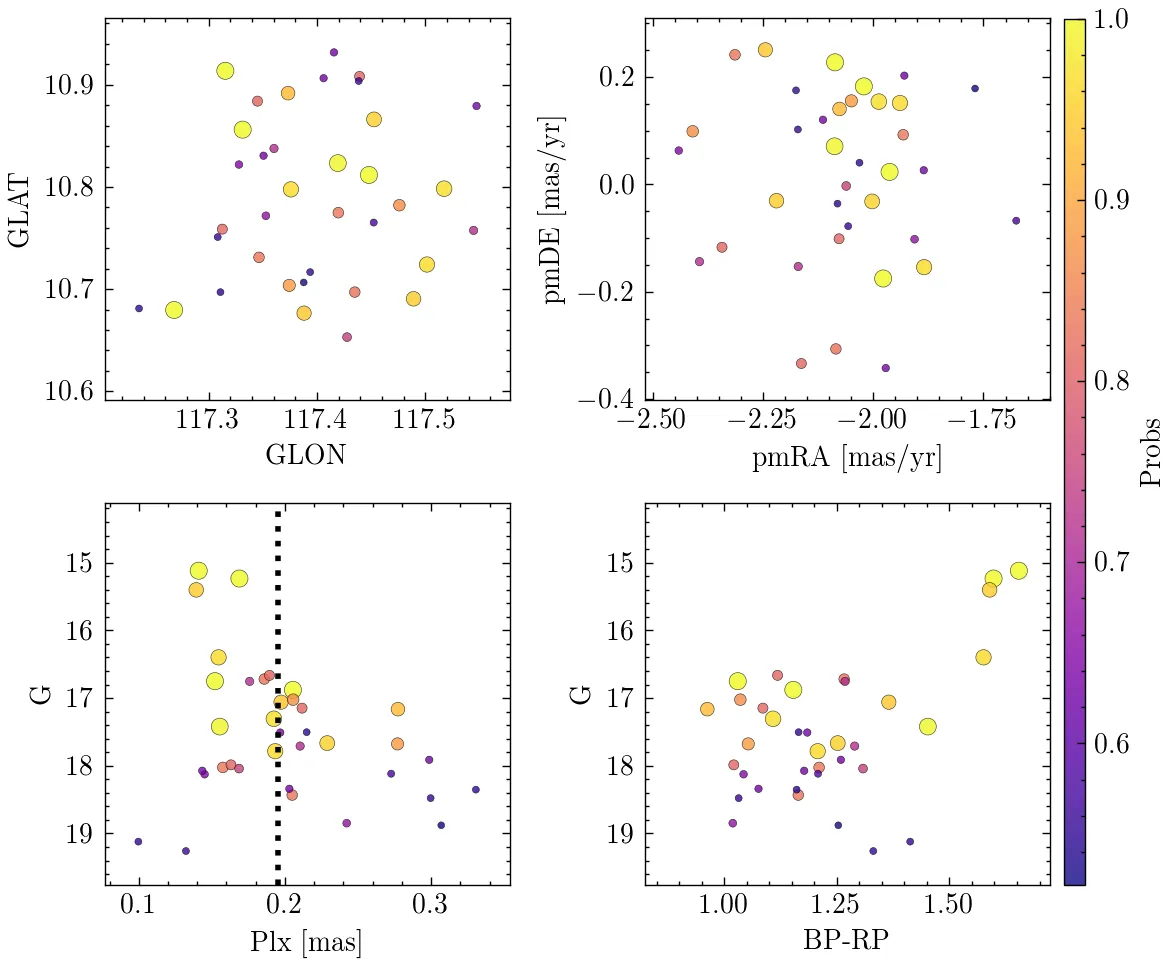 10.9
10.8
10.7
10.6
GLAT
117.3 117.4 117.5
GLON
0.2
0.0
−0.2
−0.4
pmDE [mas/yr]
−2.50 −2.25 −2.00 −1.75
pmRA [mas/yr]
1.0
0.9
0.8
0.7
0.6
Probs
15
16
17
18
19
G
0.1 0.2 0.3
Plx [mas]
15
16
17
18
19
G
1.00 1.25 1.50
BP-RP